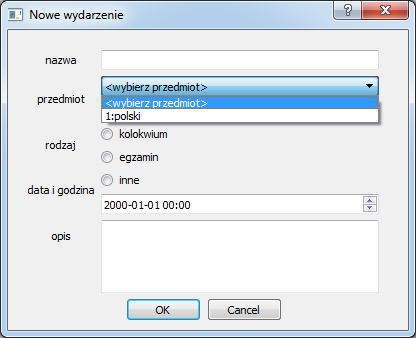 Nowe wydarzenie
nazwa
przedmiot <wybierz przedmiot>
<wybierz przedmiot>
1:polski
rodzaj kolokwium
egzamin
inne
data i godzina 2000-01-01 00:00
opis
OK Cancel